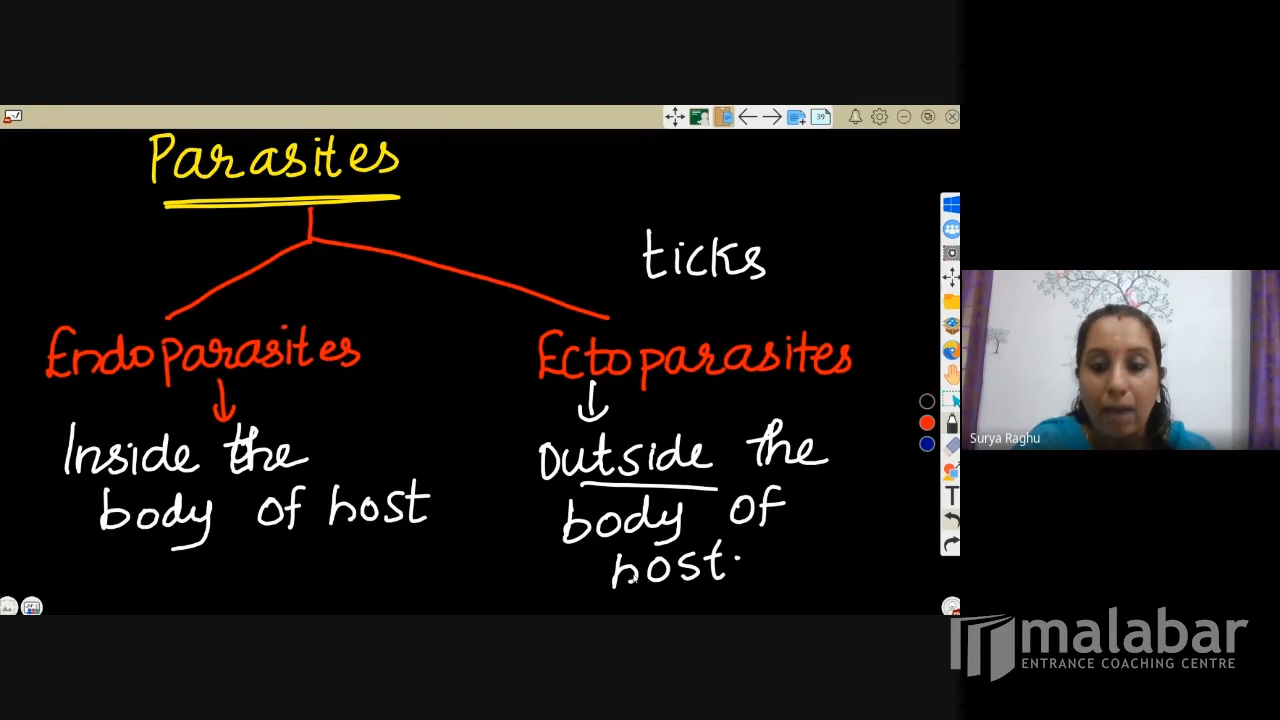 39
Parasites
ticks
Endoparasites
Ectoparasites
Inside the
body of host
Outside the
body of
host.
T
Surya Raghu
malabar
ENTRANCE COACHING CENTRE